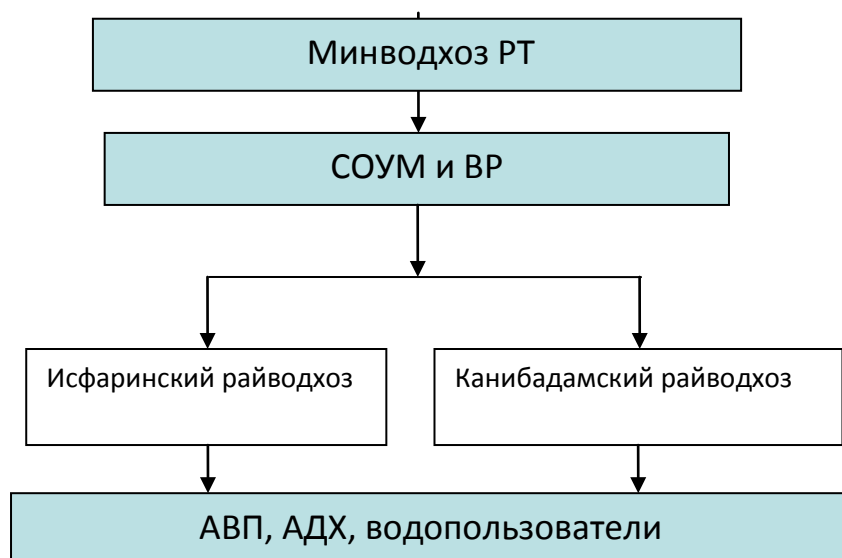 Минводхоз РТ
СОУМ и ВР
Исфаринский райводхоз
Канибадамский райводхоз
АВП, АДХ, водопользователи